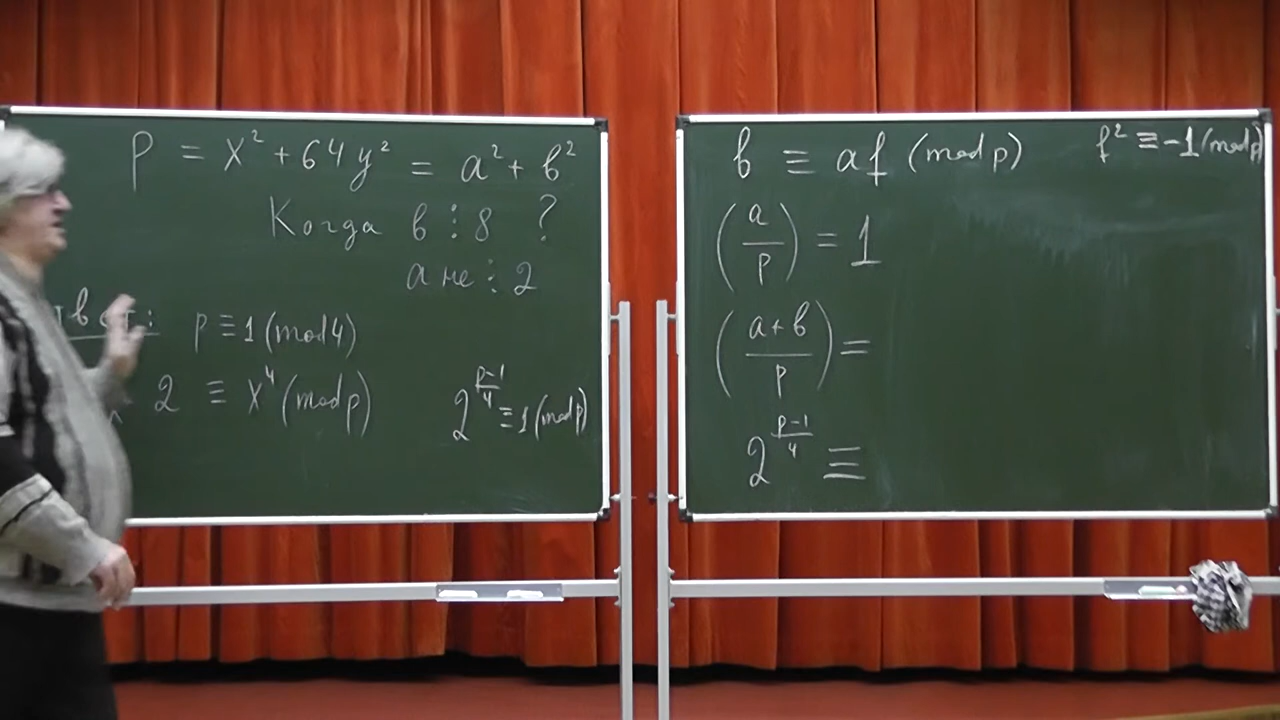 p = x² + 64y² = a² + b²
Когда b ⋮ 8 ?
a не ⋮ 2
p ≡ 1 (mod 4)
2 ≡ x⁴ (mod p)
2^((p-1)/4) ≡ 1 (mod p)
b ≡ af (mod p)
f² ≡ -1 (mod p)
(a/p) = 1
((a+b)/p) =
2^((p-1)/4) ≡